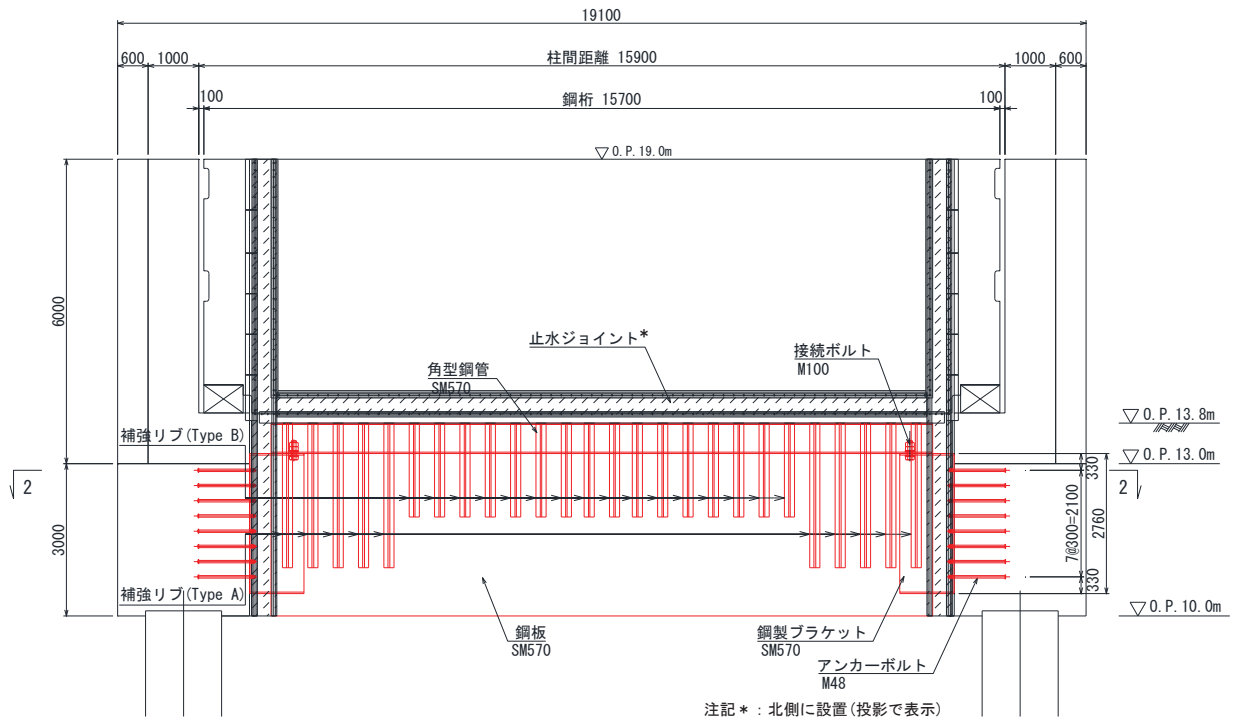 19100
600
1000
柱間距離 15900
1000
600
100
鋼桁 15700
100
▽O.P.19.0m
6000
止水ジョイント*
接続ボルト
M100
角型鋼管
SM570
▽O.P.13.8m
補強リブ(Type B)
▽O.P.13.0m
2
2
330
7@300=2100
2760
330
3000
補強リブ(Type A)
▽O.P.10.0m
鋼板
SM570
鋼製ブラケット
SM570
アンカーボルト
M48
注記*:北側に設置(投影で表示)